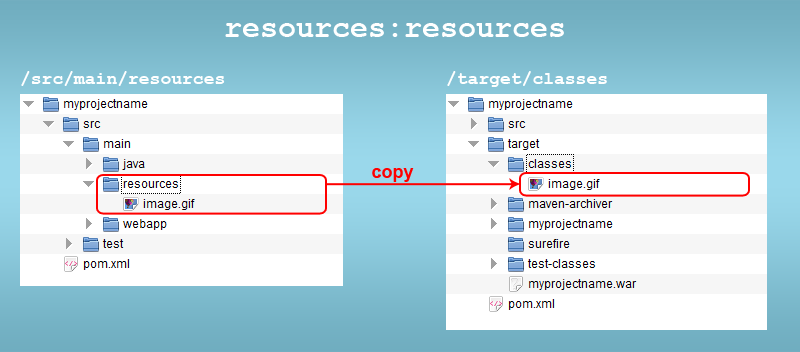 resources:resources
/src/main/resources
myprojectname
src
main
java
resources
image.gif
webapp
test
pom.xml
copy
/target/classes
myprojectname
src
target
classes
image.gif
maven-archiver
myprojectname
surefire
test-classes
myprojectname.war
pom.xml